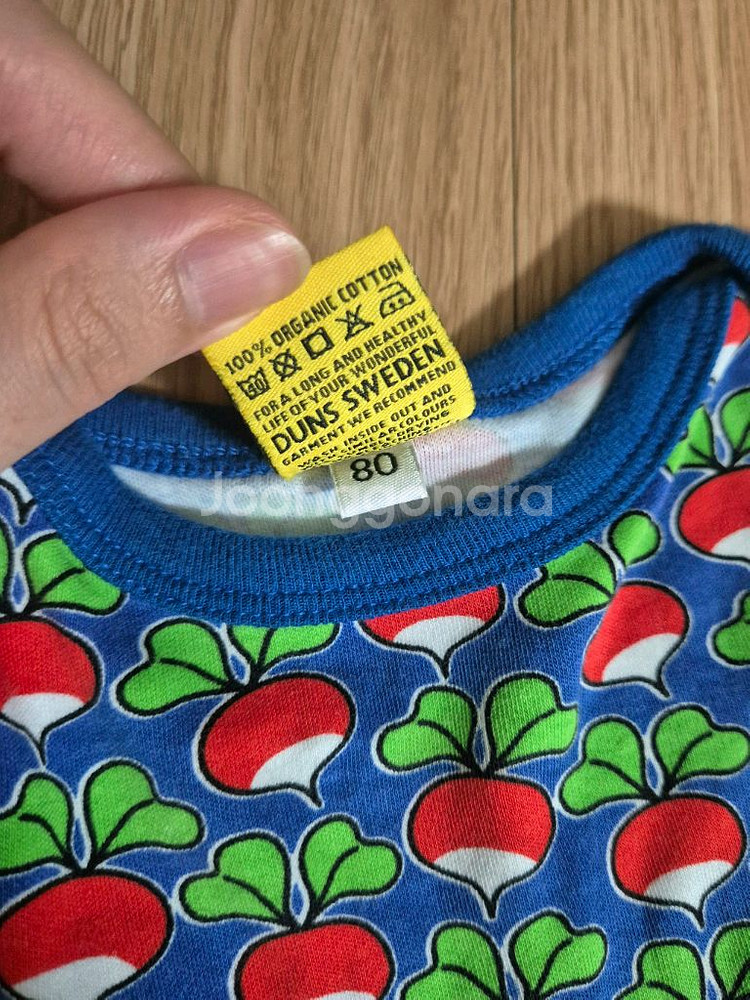 100% ORGANIC COTTON
FOR A LONG AND HEALTHY
LIFE OF YOUR WONDERFUL
DUNS SWEDEN
GARMENT WE RECOMMEND
WASH INSIDE OUT AND
80
Joonggonara